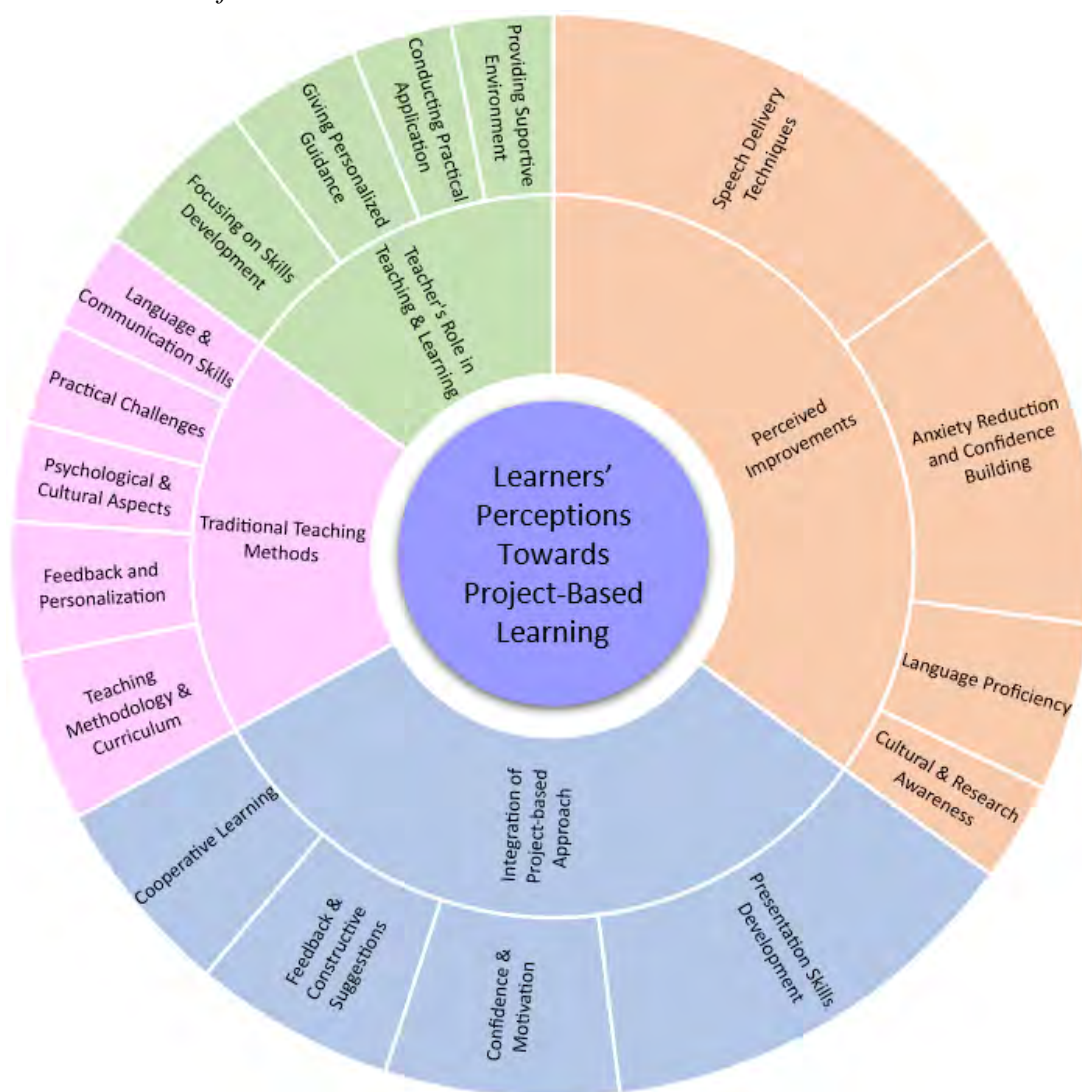 Learners’
Perceptions
Towards
Project-Based
Learning
Perceived
Improvements
Speech Delivery
Techniques
Anxiety Reduction
and Confidence
Building
Language Proficiency
Cultural & Research
Awareness
Integration of
Project-based
Approach
Presentation Skills
Development
Confidence &
Motivation
Feedback &
Constructive
Suggestions
Cooperative Learning
Traditional Teaching
Methods
Teaching
Methodology &
Curriculum
Feedback and
Personalization
Psychological &
Cultural Aspects
Practical Challenges
Language &
Communication Skills
Teacher's Role in
Teaching & Learning
Focusing on Skills
Development
Giving Personalized
Guidance
Conducting Practical
Application
Providing Suportive
Environment